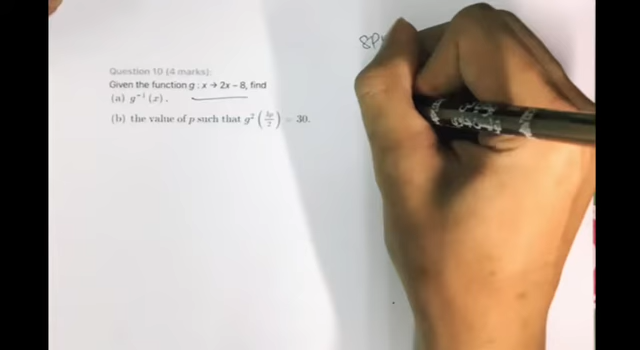 8P
Question 10 (4 marks):
Given the function g : x → 2x – 8, find
(a) g⁻¹ (x).
(b) the value of p such that g² ( /2) = 30.